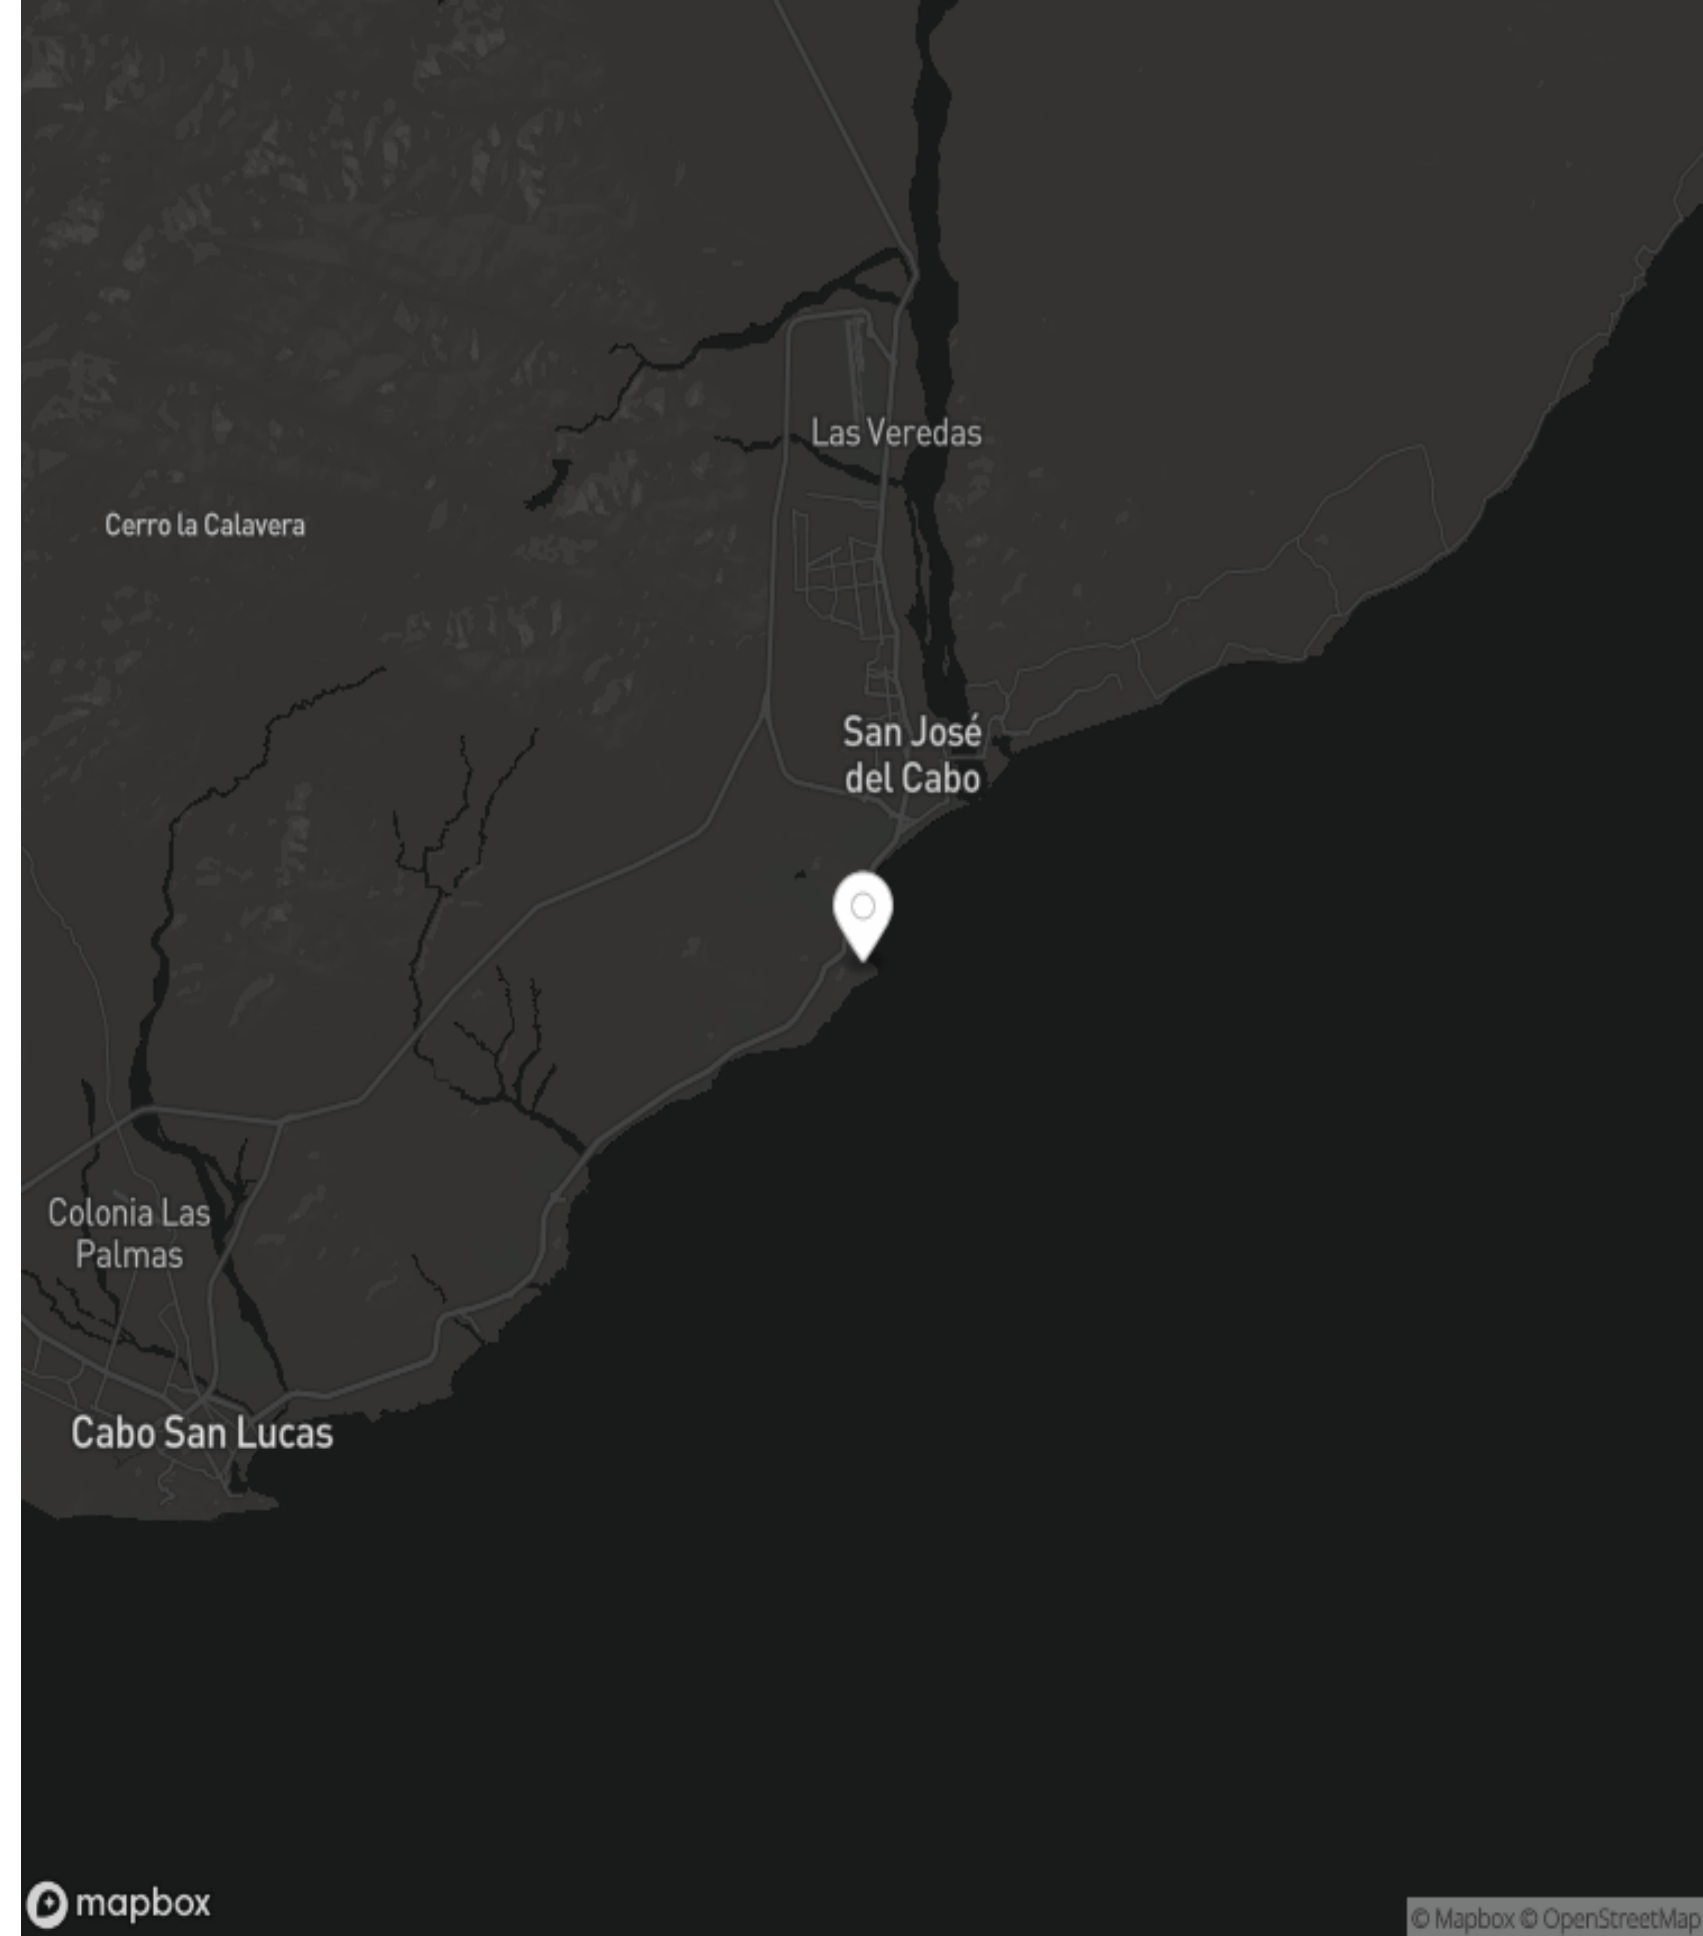 Las Veredas
Cerro la Calavera
San José
del Cabo
Colonia Las
Palmas
Cabo San Lucas
mapbox
© Mapbox © OpenStreetMap